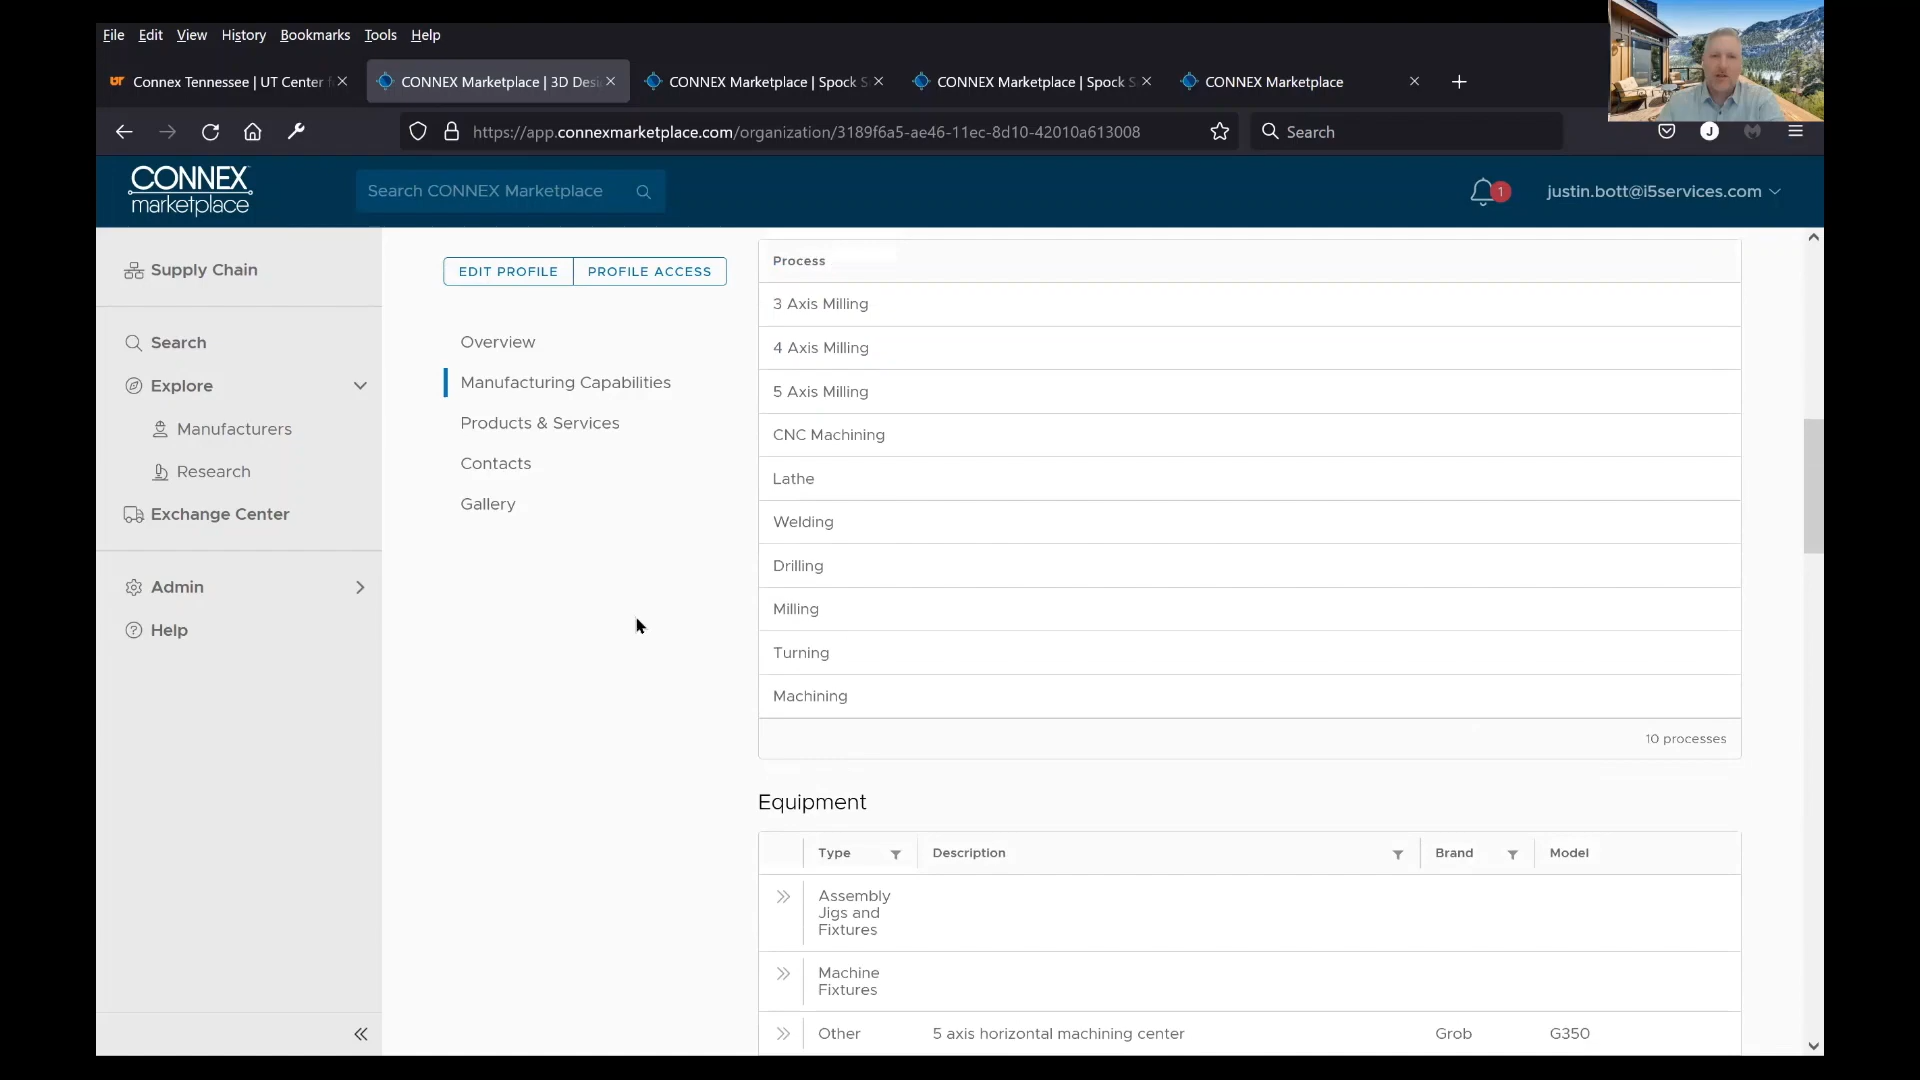 File Edit View History Bookmarks Tools Help
Connex Tennessee | UT Center f
CONNEX Marketplace | 3D Desi
CONNEX Marketplace | Spock S
CONNEX Marketplace | Spock S
CONNEX Marketplace
https://app.connexmarketplace.com/organization/3189f6a5-ae46-11ec-8d10-42010a613008
Search
J
CONNEX
marketplace
Search CONNEX Marketplace
1
justin.bott@i5services.com
Supply Chain
Search
Explore
Manufacturers
Research
Exchange Center
Admin
Help
EDIT PROFILE
PROFILE ACCESS
Overview
Manufacturing Capabilities
Products & Services
Contacts
Gallery
Process
3 Axis Milling
4 Axis Milling
5 Axis Milling
CNC Machining
Lathe
Welding
Drilling
Milling
Turning
Machining
10 processes
Equipment
Type Description Brand Model
Assembly
Jigs and
Fixtures
Machine
Fixtures
Other 5 axis horizontal machining center Grob G350